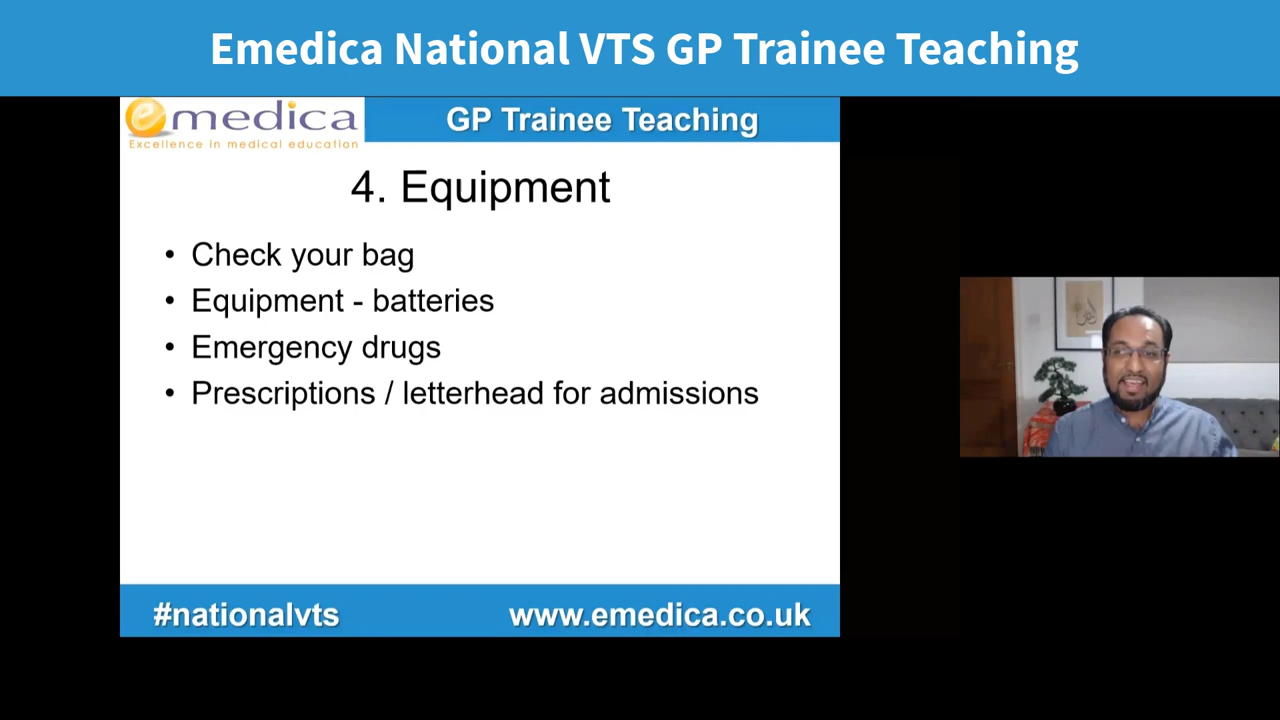 Emedica National VTS GP Trainee Teaching
emedica
Excellence in medical education
GP Trainee Teaching
4. Equipment
• Check your bag
• Equipment - batteries
• Emergency drugs
• Prescriptions / letterhead for admissions
#nationalvts
www.emedica.co.uk